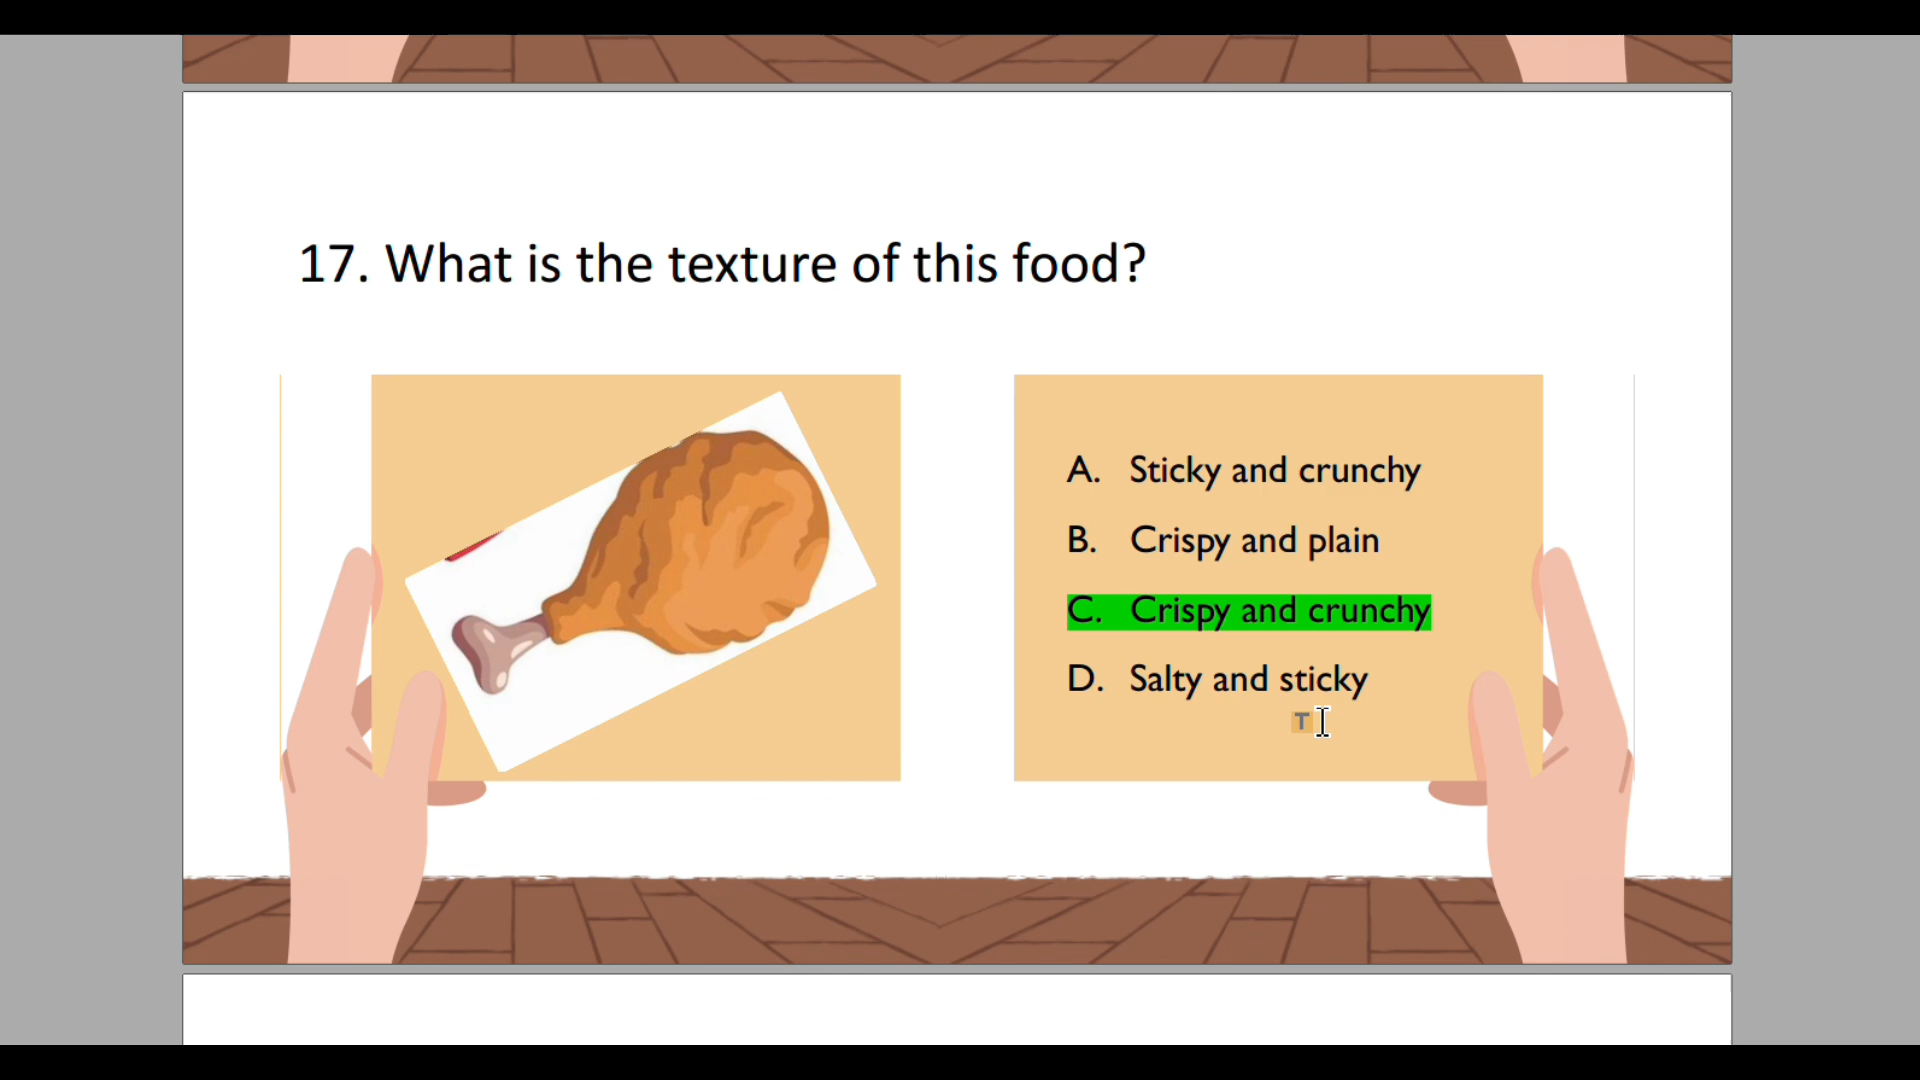 17. What is the texture of this food?
A. Sticky and crunchy
B. Crispy and plain
C. Crispy and crunchy
D. Salty and sticky
T